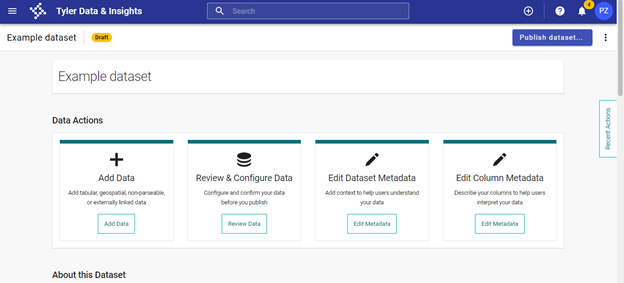 Tyler Data & Insights
Search
4
PZ
Example dataset
Draft
Publish dataset...
Example dataset
Recent Actions
Data Actions
Add Data
Add tabular, geospatial, non-parseable,
or externally linked data
Add Data
Review & Configure Data
Configure and confirm your data
before you publish
Review Data
Edit Dataset Metadata
Add context to help users understand
your data
Edit Metadata
Edit Column Metadata
Describe your columns to help users
interpret your data
Edit Metadata
About this Dataset